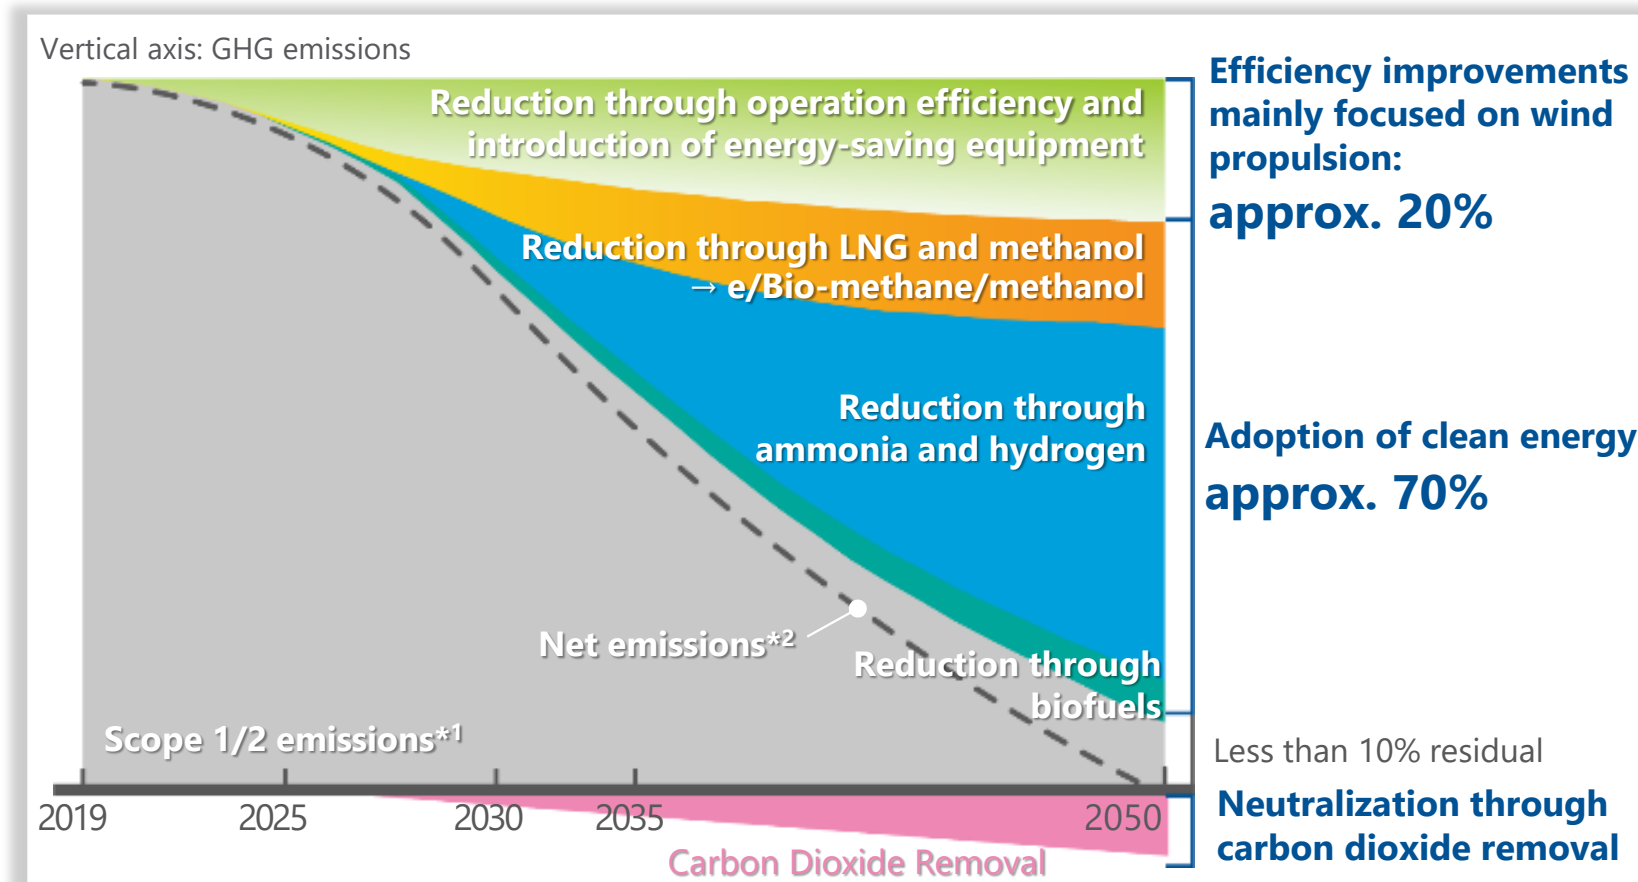 Vertical axis: GHG emissions
Reduction through operation efficiency and
introduction of energy-saving equipment
Reduction through LNG and methanol
→ e/Bio-methane/methanol
Reduction through
ammonia and hydrogen
Net emissions*2
Reduction through
biofuels
Scope 1/2 emissions*1
2019
2025
2030
2035
2050
Carbon Dioxide Removal
Efficiency improvements
mainly focused on wind
propulsion:
approx. 20%
Adoption of clean energy
approx. 70%
Less than 10% residual
Neutralization through
carbon dioxide removal